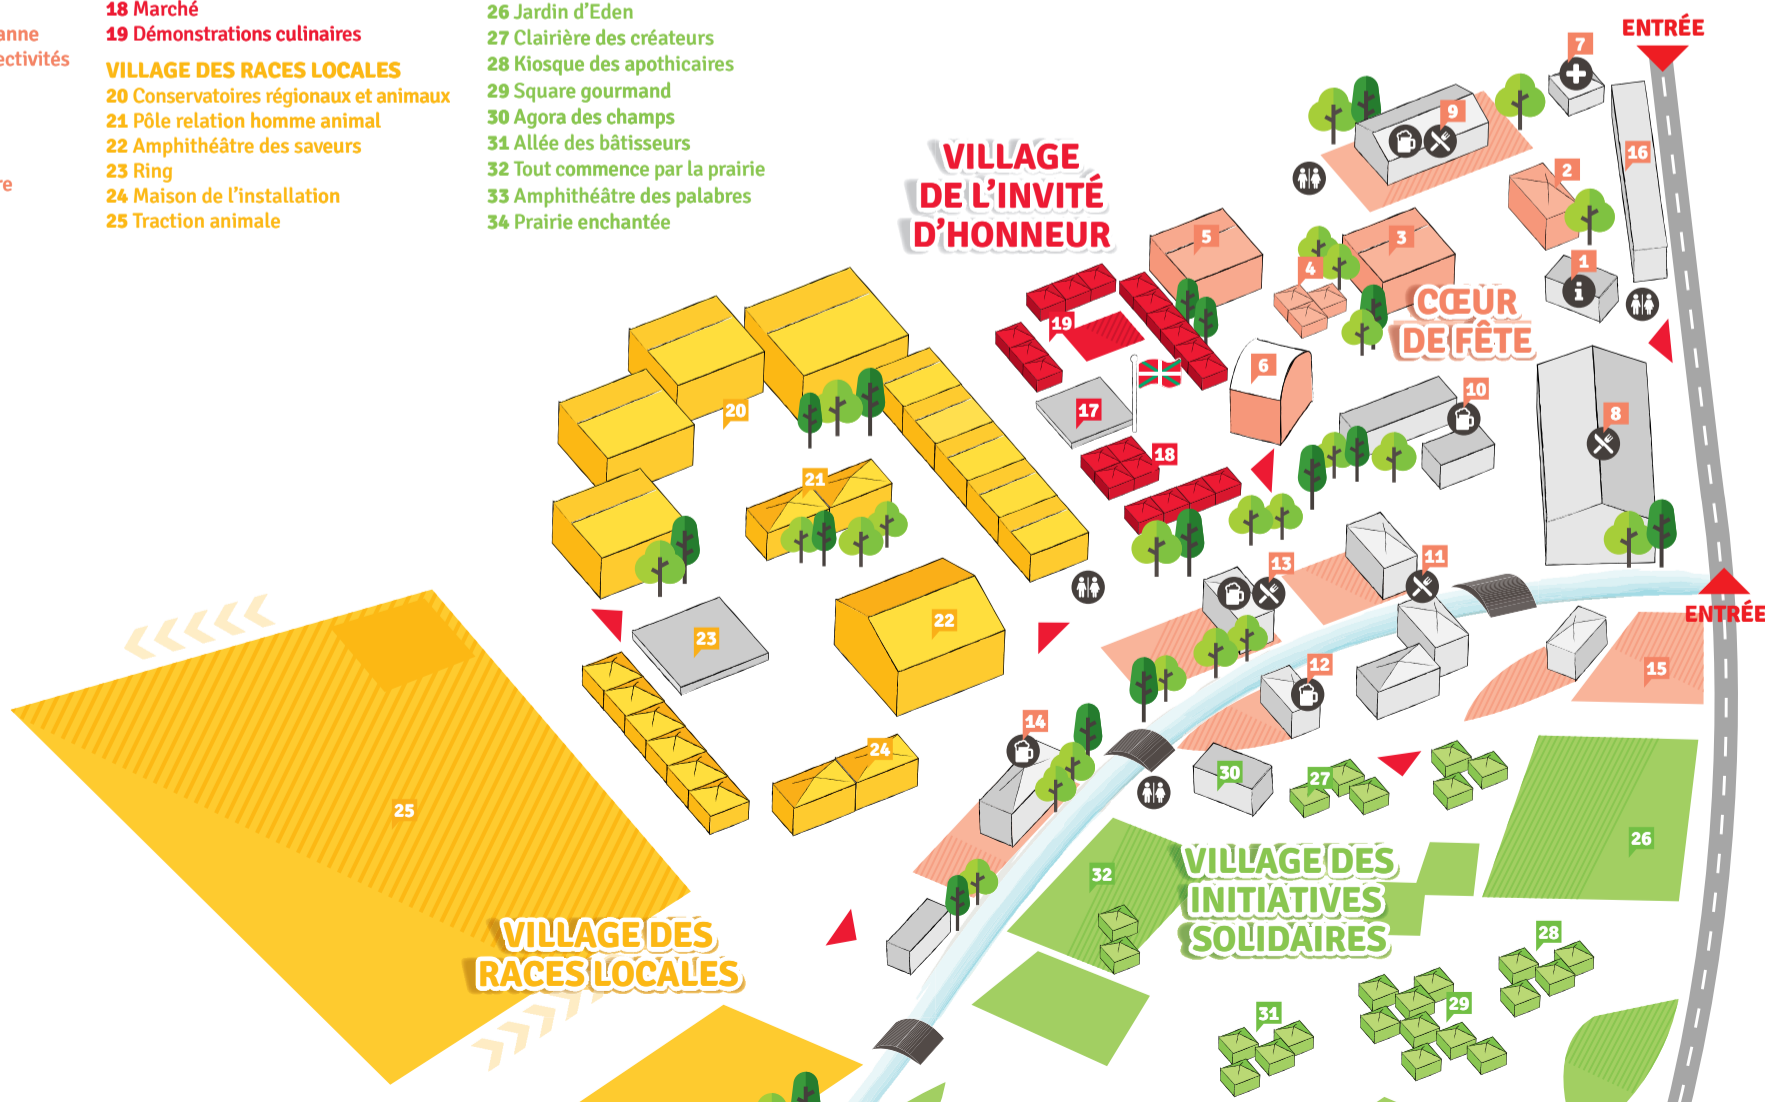 anne
ectivités
re
18 Marché
19 Démonstrations culinaires
VILLAGE DES RACES LOCALES
20 Conservatoires régionaux et animaux
21 Pôle relation homme animal
22 Amphithéâtre des saveurs
23 Ring
24 Maison de l'installation
25 Traction animale
26 Jardin d'Eden
27 Clairière des créateurs
28 Kiosque des apothicaires
29 Square gourmand
30 Agora des champs
31 Allée des bâtisseurs
32 Tout commence par la prairie
33 Amphithéâtre des palabres
34 Prairie enchantée
ENTRÉE
7
9
16
2
VILLAGE
DE L'INVITÉ
D'HONNEUR
5
3
4
1
i
CŒUR
DE FÊTE
19
6
17
10
8
18
20
21
13
11
ENTRÉE
22
23
12
15
14
24
30
27
25
26
32
VILLAGE DES
INITIATIVES
SOLIDAIRES
VILLAGE DES
RACES LOCALES
28
29
31